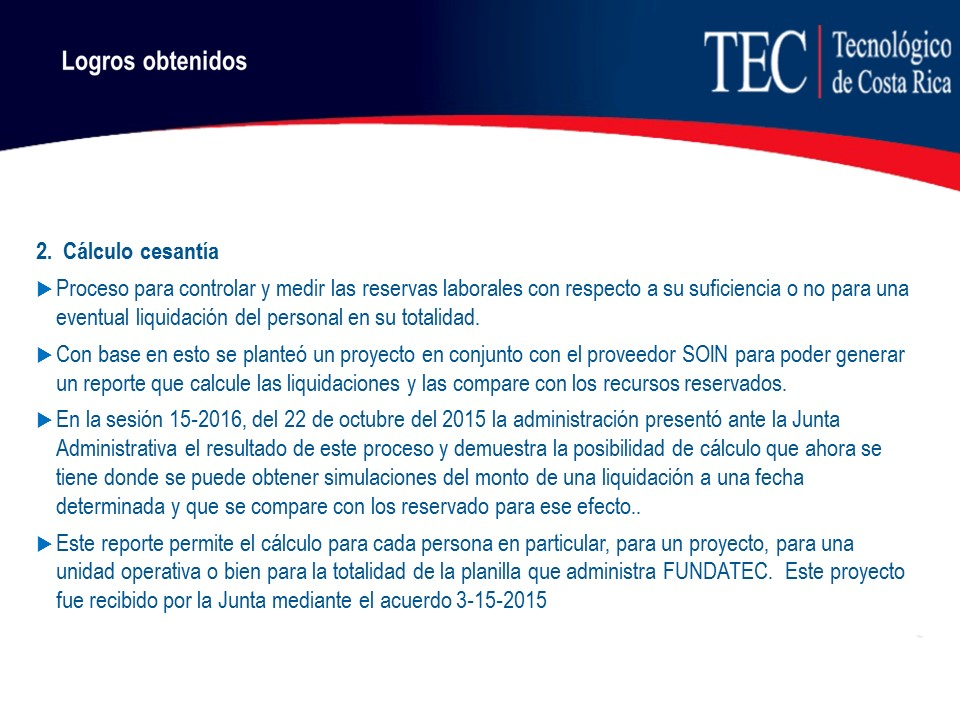 Logros obtenidos
TEC | Tecnológico
de Costa Rica
2. Cálculo cesantía
Proceso para controlar y medir las reservas laborales con respecto a su suficiencia o no para una
eventual liquidación del personal en su totalidad.
Con base en esto se planteó un proyecto en conjunto con el proveedor SOIN para poder generar
un reporte que calcule las liquidaciones y las compare con los recursos reservados.
En la sesión 15-2016, del 22 de octubre del 2015 la administración presentó ante la Junta
Administrativa el resultado de este proceso y demuestra la posibilidad de cálculo que ahora se
tiene donde se puede obtener simulaciones del monto de una liquidación a una fecha
determinada y que se compare con los reservado para ese efecto..
Este reporte permite el cálculo para cada persona en particular, para un proyecto, para una
unidad operativa o bien para la totalidad de la planilla que administra FUNDATEC. Este proyecto
fue recibido por la Junta mediante el acuerdo 3-15-2015